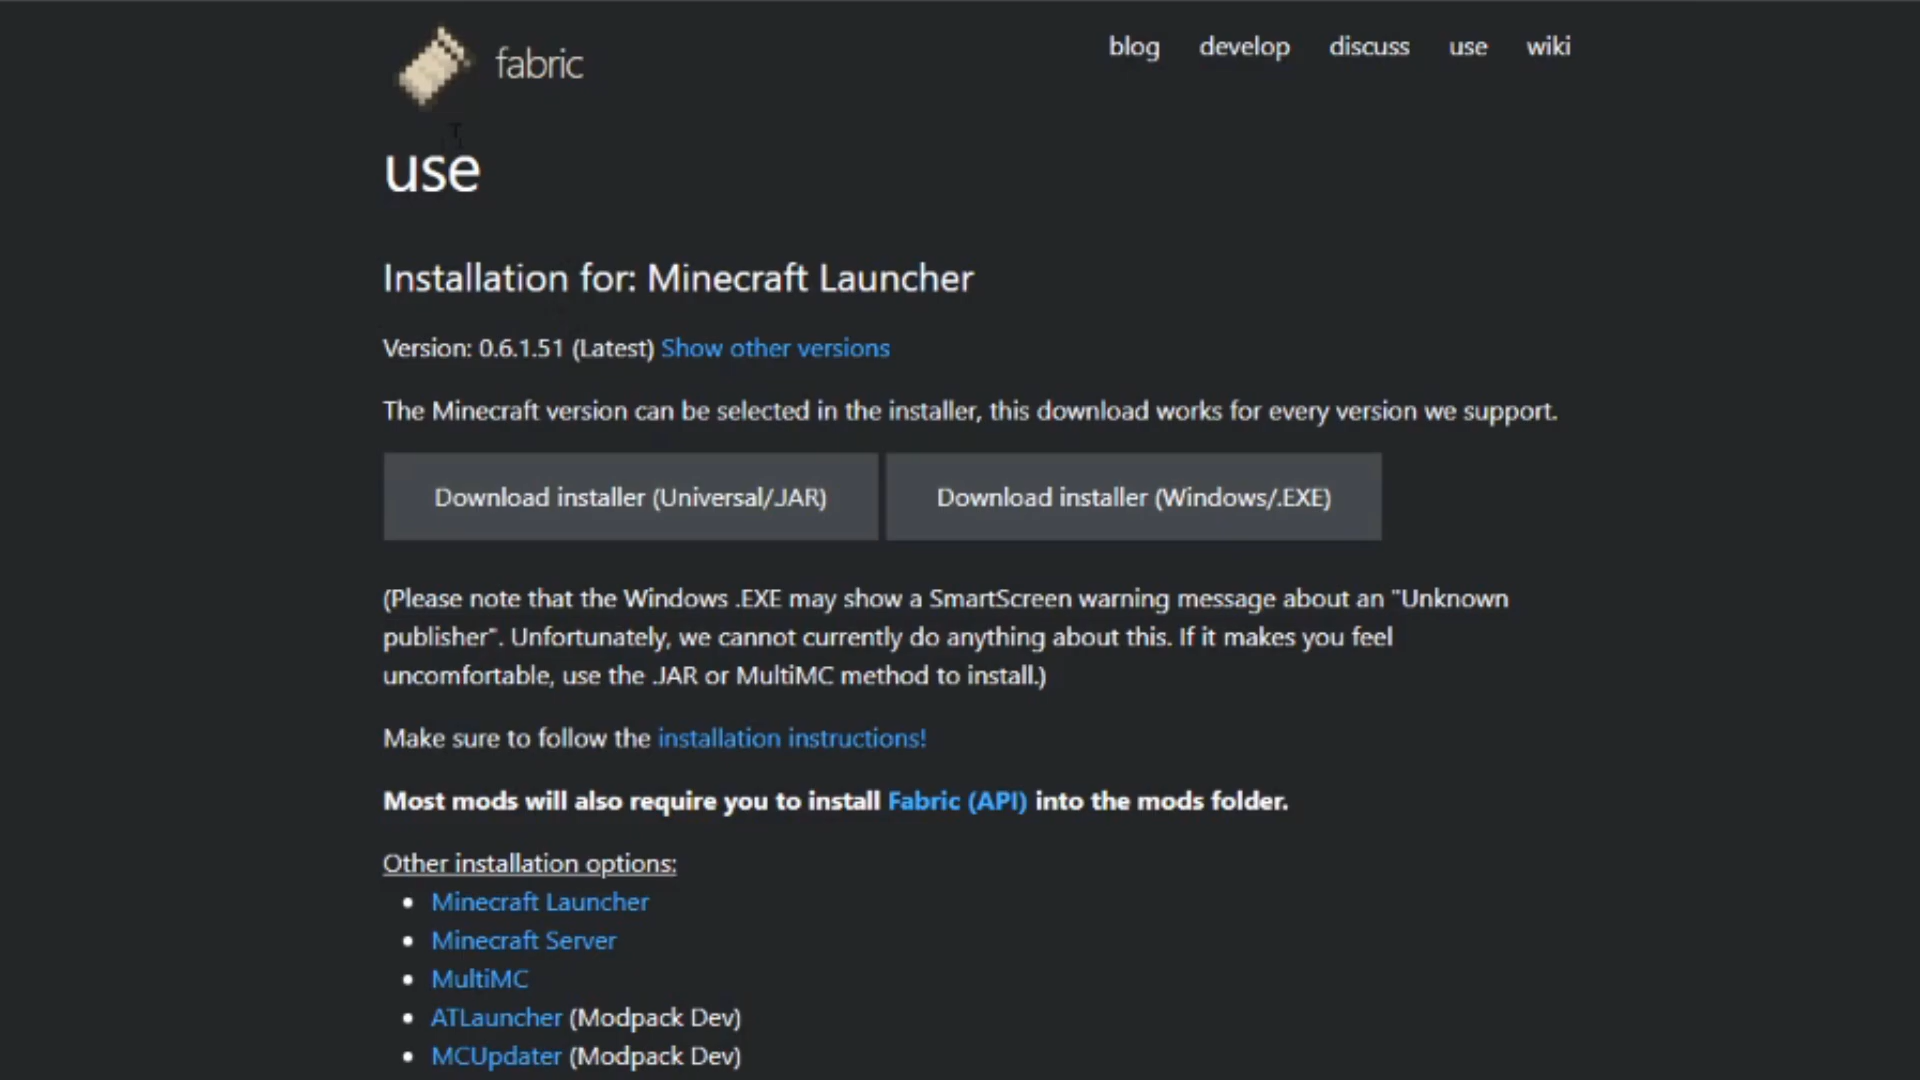 fabric
blog develop discuss use wiki
use
Installation for: Minecraft Launcher
Version: 0.6.1.51 (Latest) Show other versions
The Minecraft version can be selected in the installer, this download works for every version we support.
Download installer (Universal/.JAR) Download installer (Windows/.EXE)
(Please note that the Windows .EXE may show a SmartScreen warning message about an "Unknown
publisher". Unfortunately, we cannot currently do anything about this. If it makes you feel
uncomfortable, use the .JAR or MultiMC method to install.)
Make sure to follow the installation instructions!
Most mods will also require you to install Fabric (API) into the mods folder.
Other installation options:
• Minecraft Launcher
• Minecraft Server
• MultiMC
• ATLauncher (Modpack Dev)
• MCUpdater (Modpack Dev)